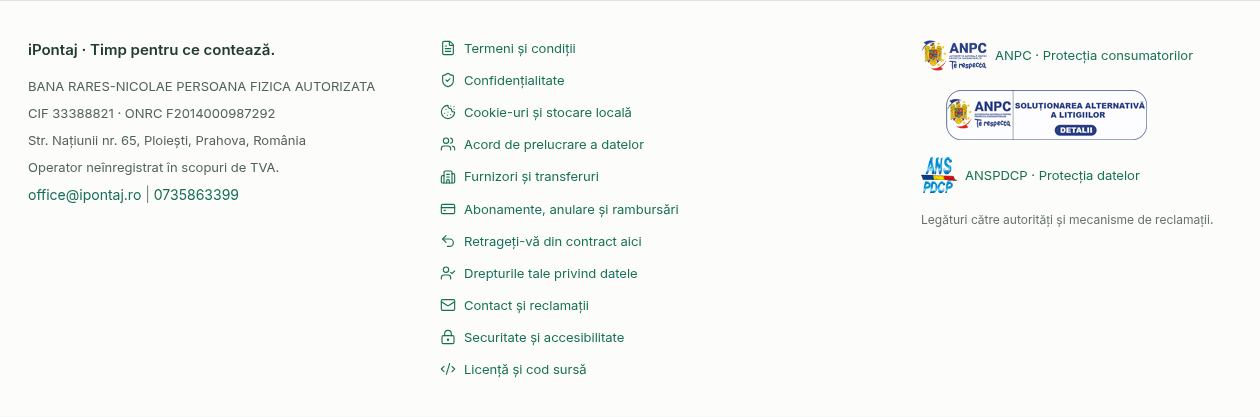 iPontaj · Timp pentru ce contează.
BANA RARES-NICOLAE PERSOANA FIZICA AUTORIZATA
CIF 33388821 · ONRC F2014000987292
Str. Națiunii nr. 65, Ploiești, Prahova, România
Operator neînregistrat în scopuri de TVA.
office@ipontaj.ro | 0735863399
Termeni și condiții
Confidențialitate
Cookie-uri și stocare locală
Acord de prelucrare a datelor
Furnizori și transferuri
Abonamente, anulare și rambursări
Retrageți-vă din contract aici
Drepturile tale privind datele
Contact și reclamații
Securitate și accesibilitate
Licență și cod sursă
ANPC
Te respectă
ANPC · Protecția consumatorilor
ANPC
Te respectă
SOLUȚIONAREA ALTERNATIVĂ
A LITIGIILOR
DETALII
ANS
PDCP
ANSPDCP · Protecția datelor
Legături către autorități și mecanisme de reclamații.